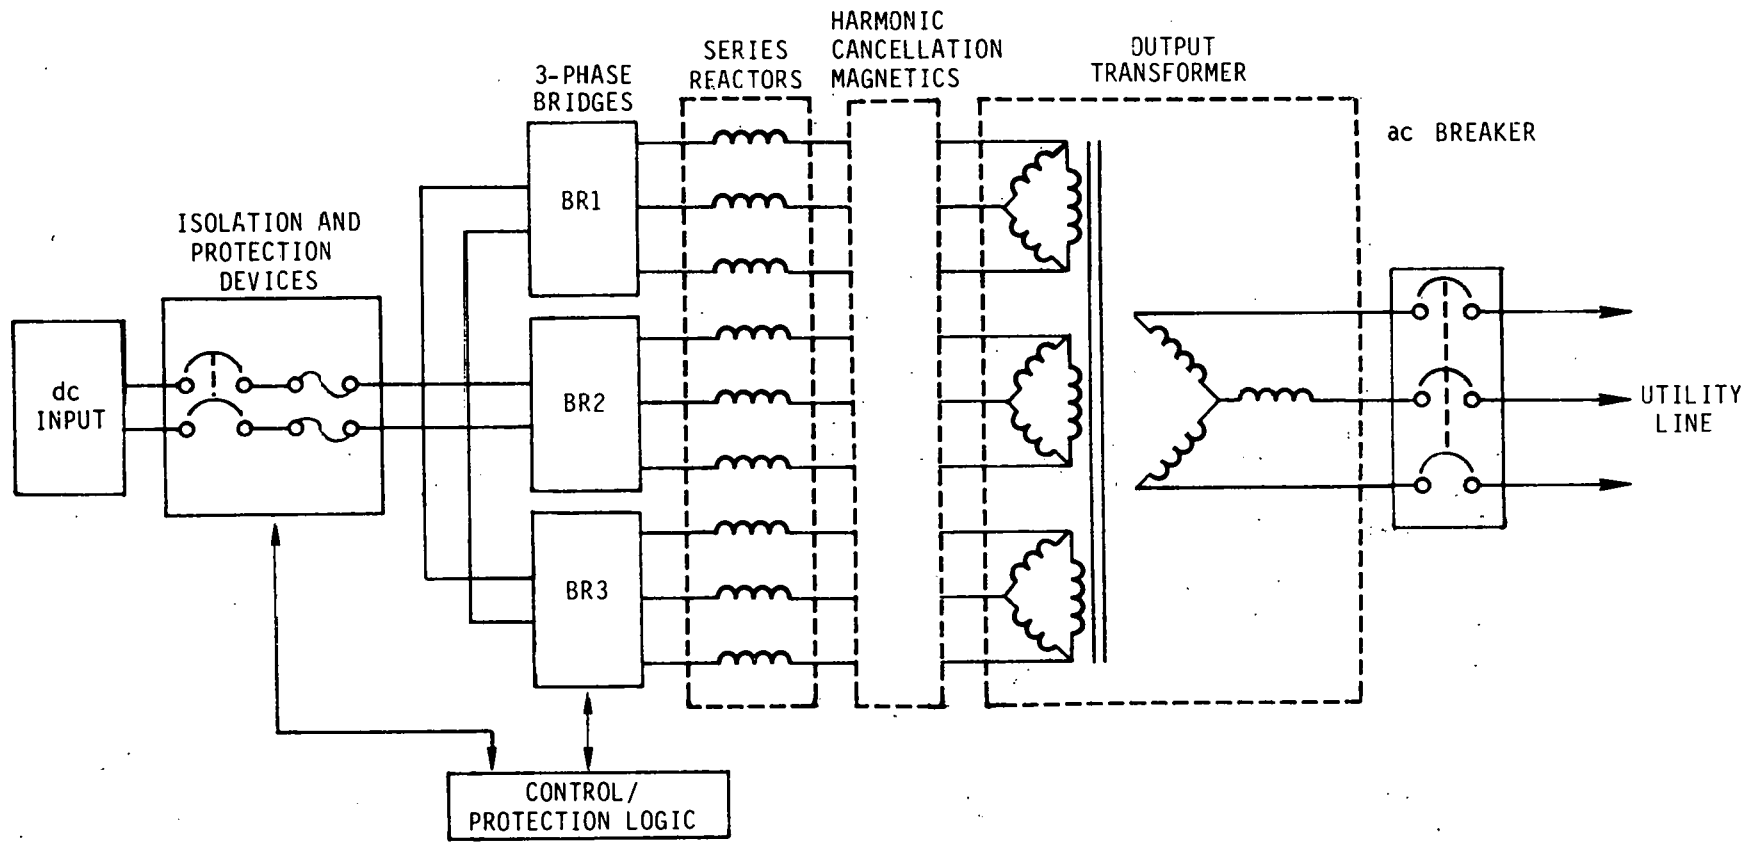 HARMONIC
CANCELLATION
MAGNETICS
SERIES
REACTORS
OUTPUT
TRANSFORMER
3-PHASE
BRIDGES
ac BREAKER
ISOLATION AND
PROTECTION
DEVICES
BR1
dc
INPUT
BR2
UTILITY
LINE
BR3
CONTROL/
PROTECTION LOGIC